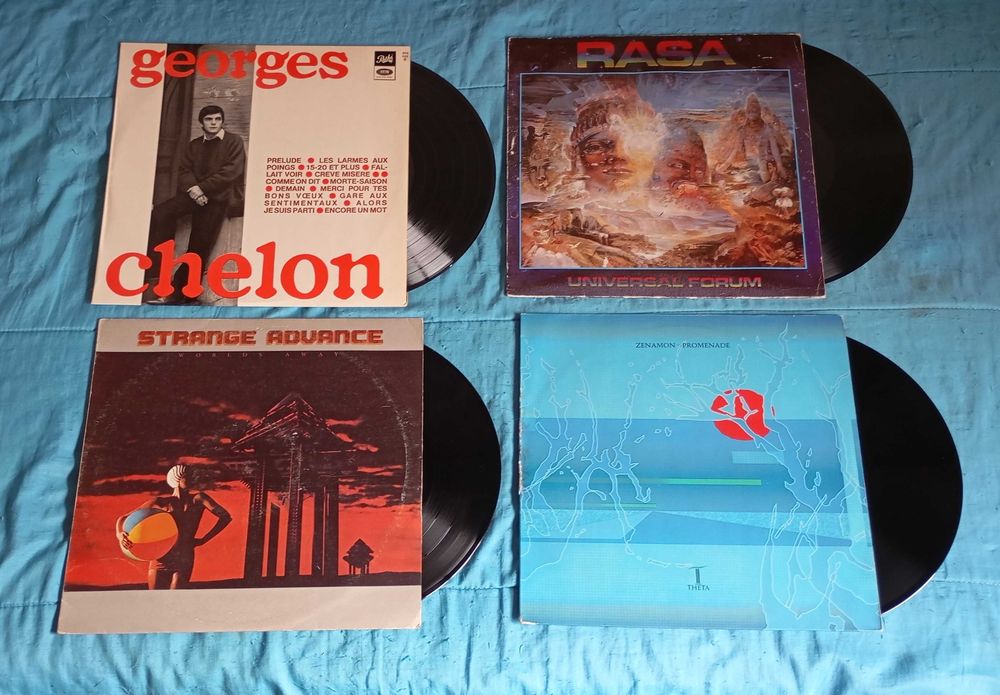 georges
Pathé
PRELUDE ● LES LARMES AUX
POINGS ● 15-20 ET PLUS ● FAL-
LAIT VOIR ● CREVE MISERE ●●
COMME ON DIT ● MORTE-SAISON
● DEMAIN ● MERCI POUR TES
BONS VŒUX ● GARE AUX
SENTIMENTAUX ● ALORS
JE SUIS PARTI ● ENCORE UN MOT
chelon
RASA
UNIVERSAL FORUM
STRANGE ADVANCE
WORLDS AWAY
ZENAMON PROMENADE
T
THETA